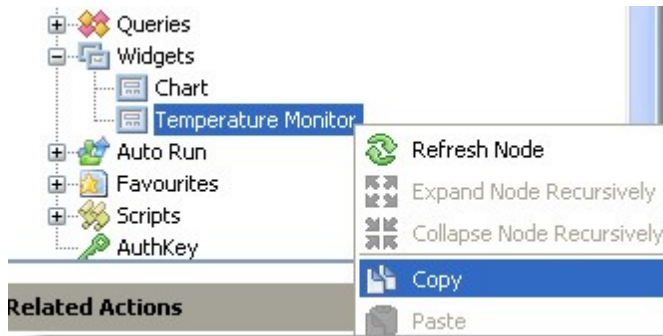 Queries
Widgets
Chart
Temperature Monitor
Auto Run
Favourites
Scripts
AuthKey
Related Actions
Refresh Node
Expand Node Recursively
Collapse Node Recursively
Copy
Paste